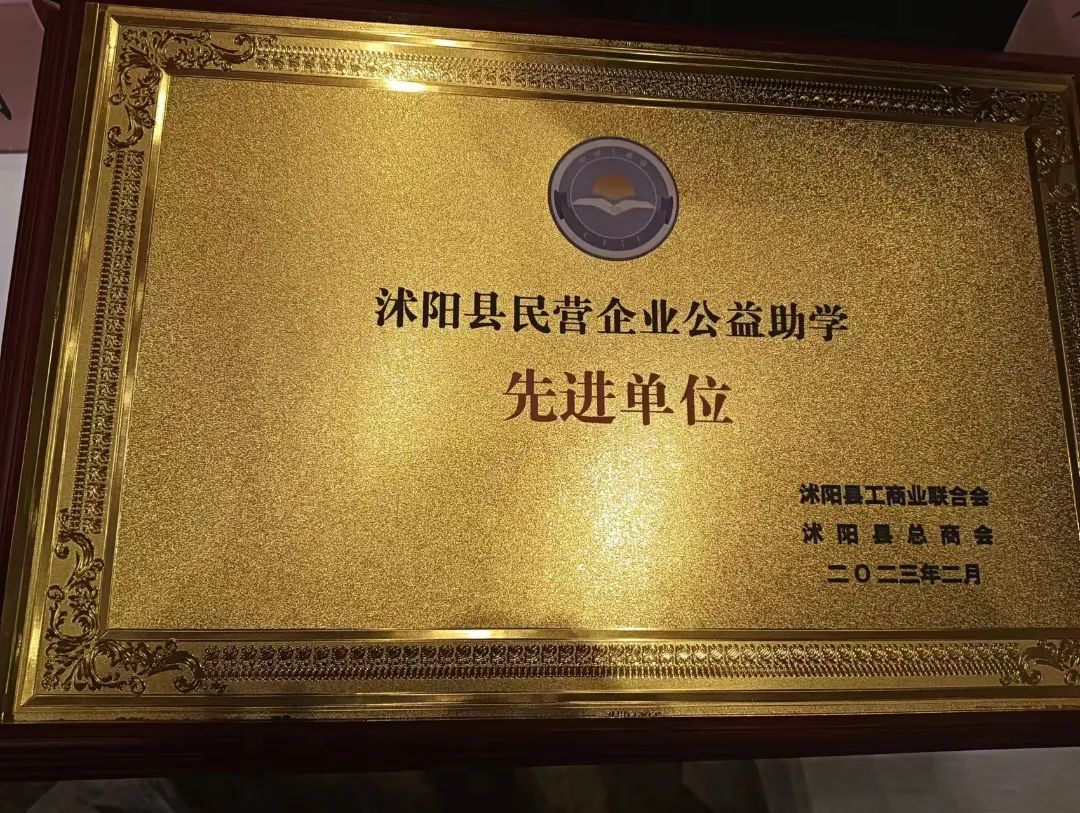 沭阳县民营企业公益助学
先进单位
沭阳县工商业联合会
沭阳县总商会
二〇二三年二月